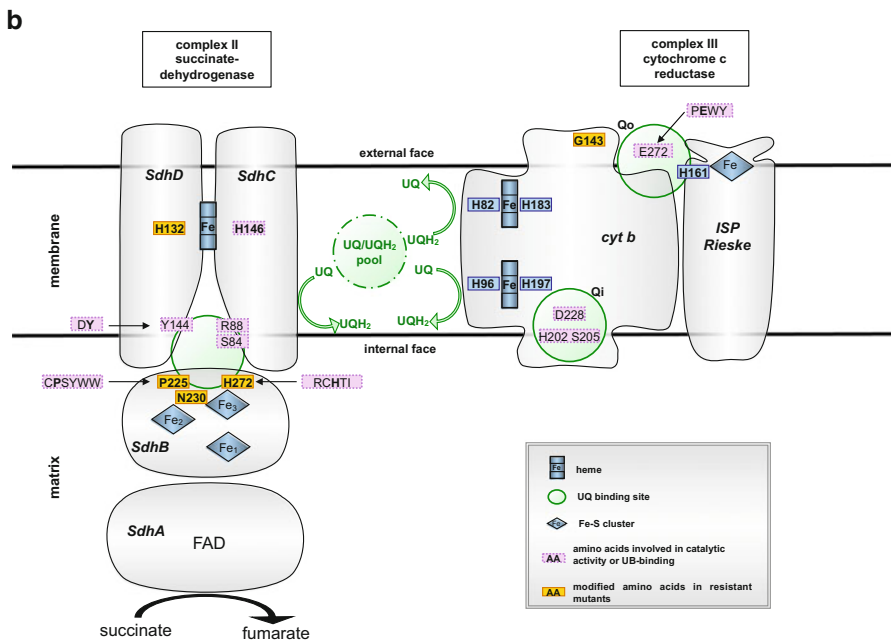 b
complex II
succinate-
dehydrogenase
complex III
cytochrome c
reductase
PEWY
Qo
G143
E272
external face
H161
Fe
SdhD
SdhC
UQ
H82
Fe
H183
ISP
Rieske
membrane
H132
Fe
H146
UQ/UQH2
pool
UQH2
cyt b
UQ
UQ
H96
Fe
H197
Qi
D228
DY
Y144
R88
S84
UQH2
UQH2
H202 S205
internal face
CPSYWW
P225
H272
RCHTI
N230
Fe3
Fe2
Fe1
SdhB
matrix
SdhA
FAD
succinate
fumarate
Fe
heme
UQ binding site
Fe
Fe-S cluster
AA
amino acids involved in catalytic
activity or UB-binding
AA
modified amino acids in resistant
mutants